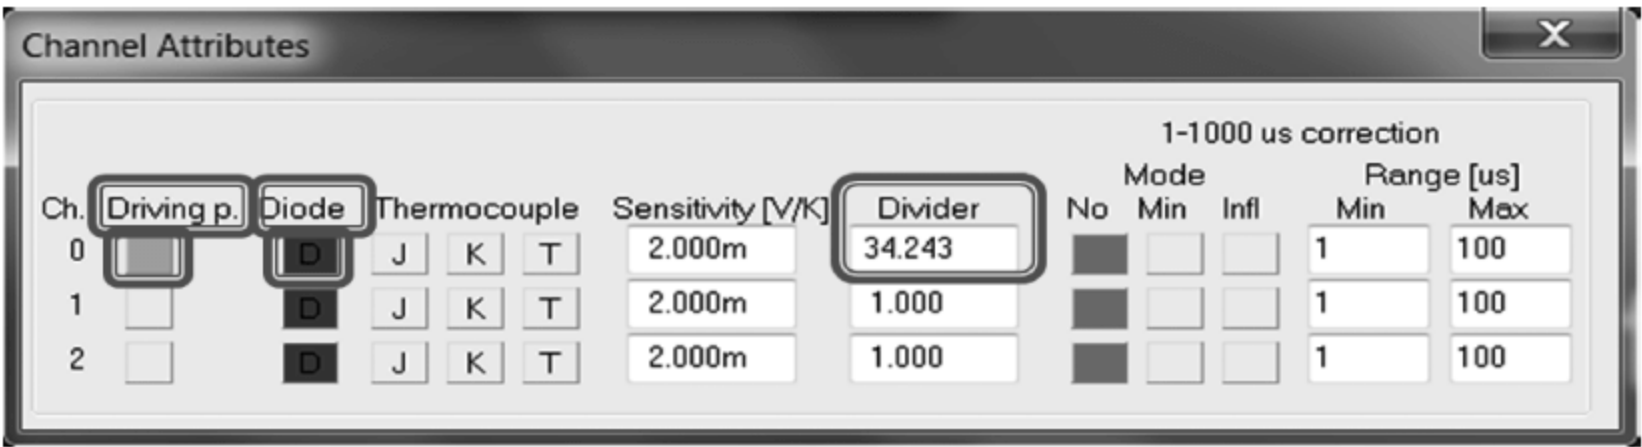 Channel Attributes X
1-1000 us correction
Mode Range [us]
Ch. Driving p. Diode Thermocouple Sensitivity [V/K] Divider No Min Infl Min Max
0 D J K T 2.000m 34.243 1 100
1 D J K T 2.000m 1.000 1 100
2 D J K T 2.000m 1.000 1 100